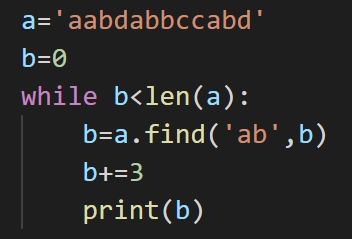 a='aabdabbccabd'
b=0
while b<len(a):
    b=a.find('ab',b)
    b+=3
    print(b)